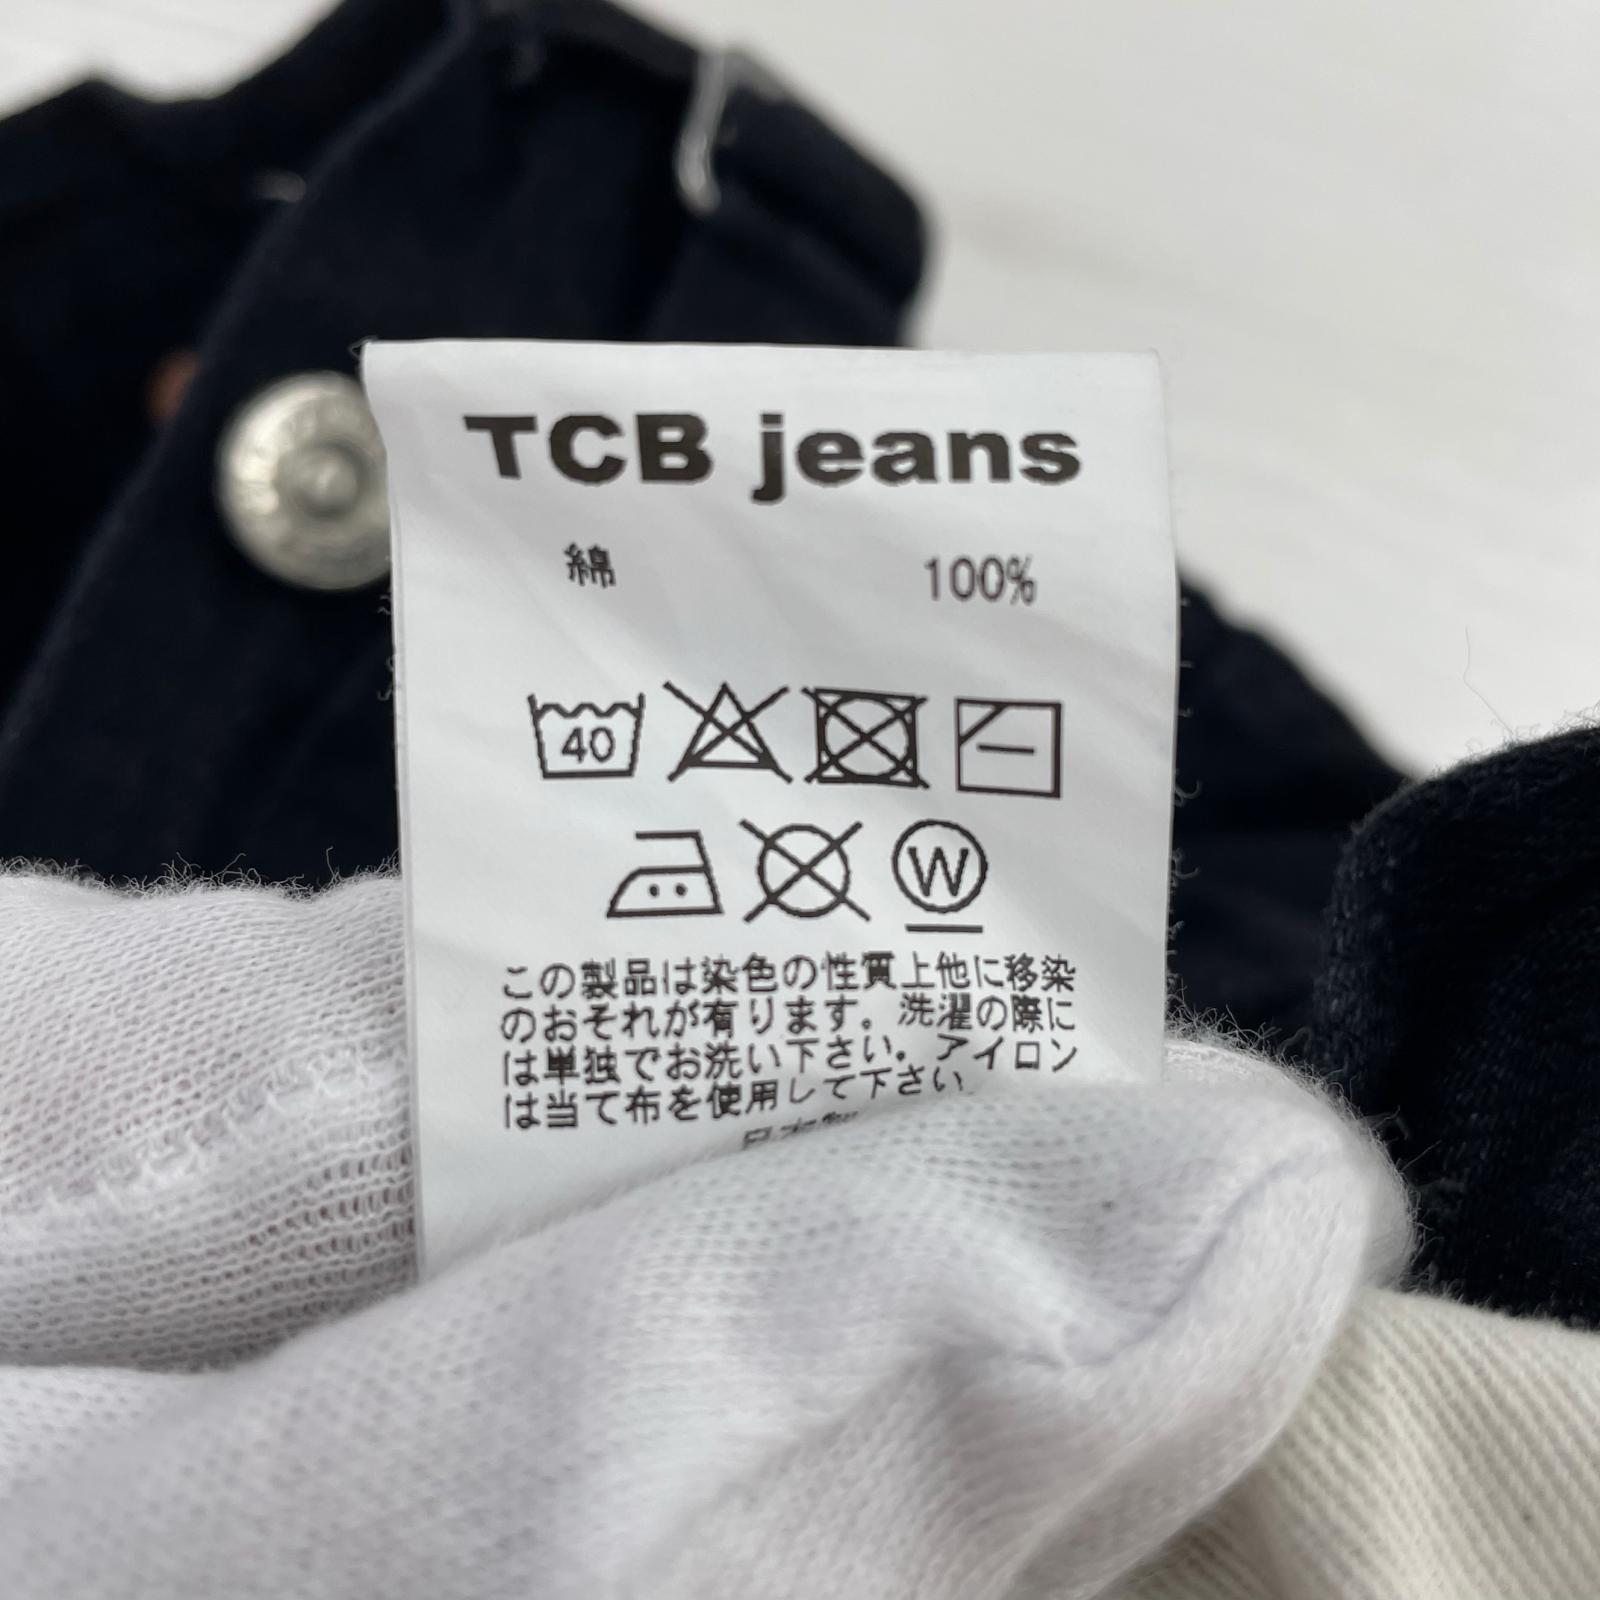 TCB jeans
綿 100%
40
W
この製品は染色の性質上他に移染
のおそれが有ります。洗濯の際に
は単独でお洗い下さい。アイロン
は当て布を使用して下さい